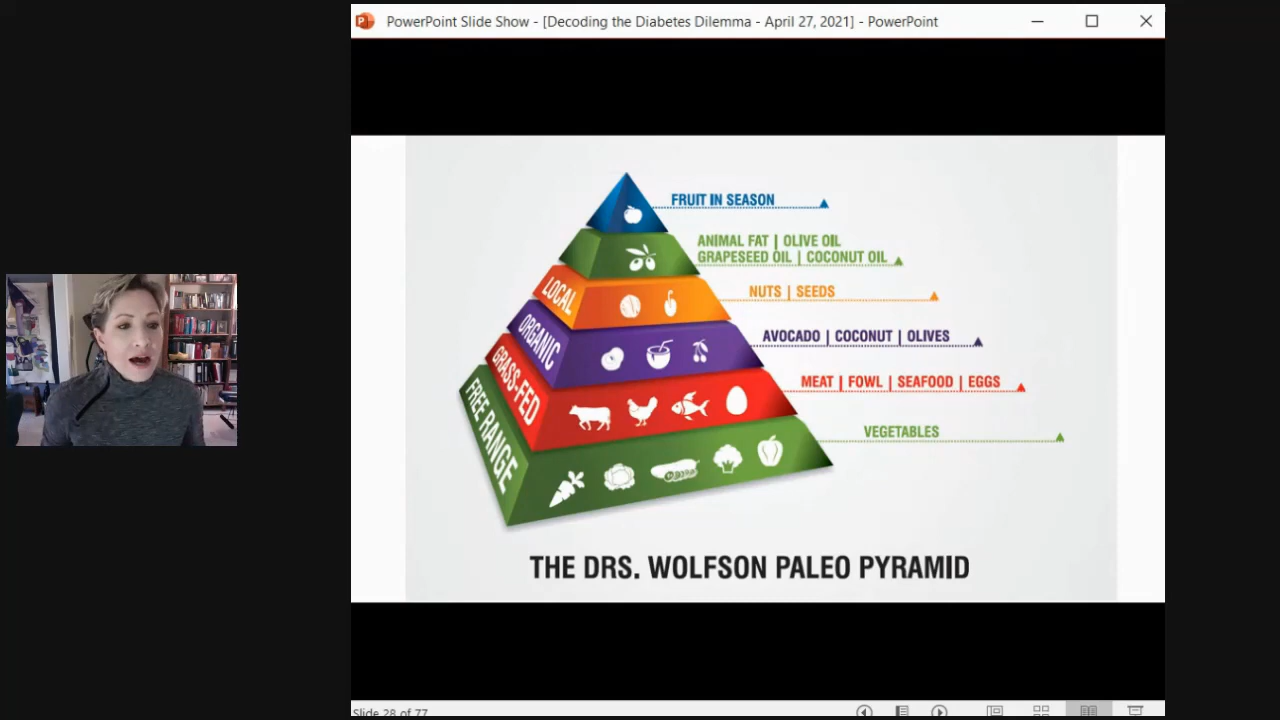 PowerPoint Slide Show - [Decoding the Diabetes Dilemma - April 27, 2021] - PowerPoint
FRUIT IN SEASON
ANIMAL FAT | OLIVE OIL
GRAPESEED OIL | COCONUT OIL
LOCAL
NUTS | SEEDS
ORGANIC
AVOCADO | COCONUT | OLIVES
GRASS-FED
MEAT | FOWL | SEAFOOD | EGGS
FREE RANGE
VEGETABLES
THE DRS. WOLFSON PALEO PYRAMID
Slide 28 of 77